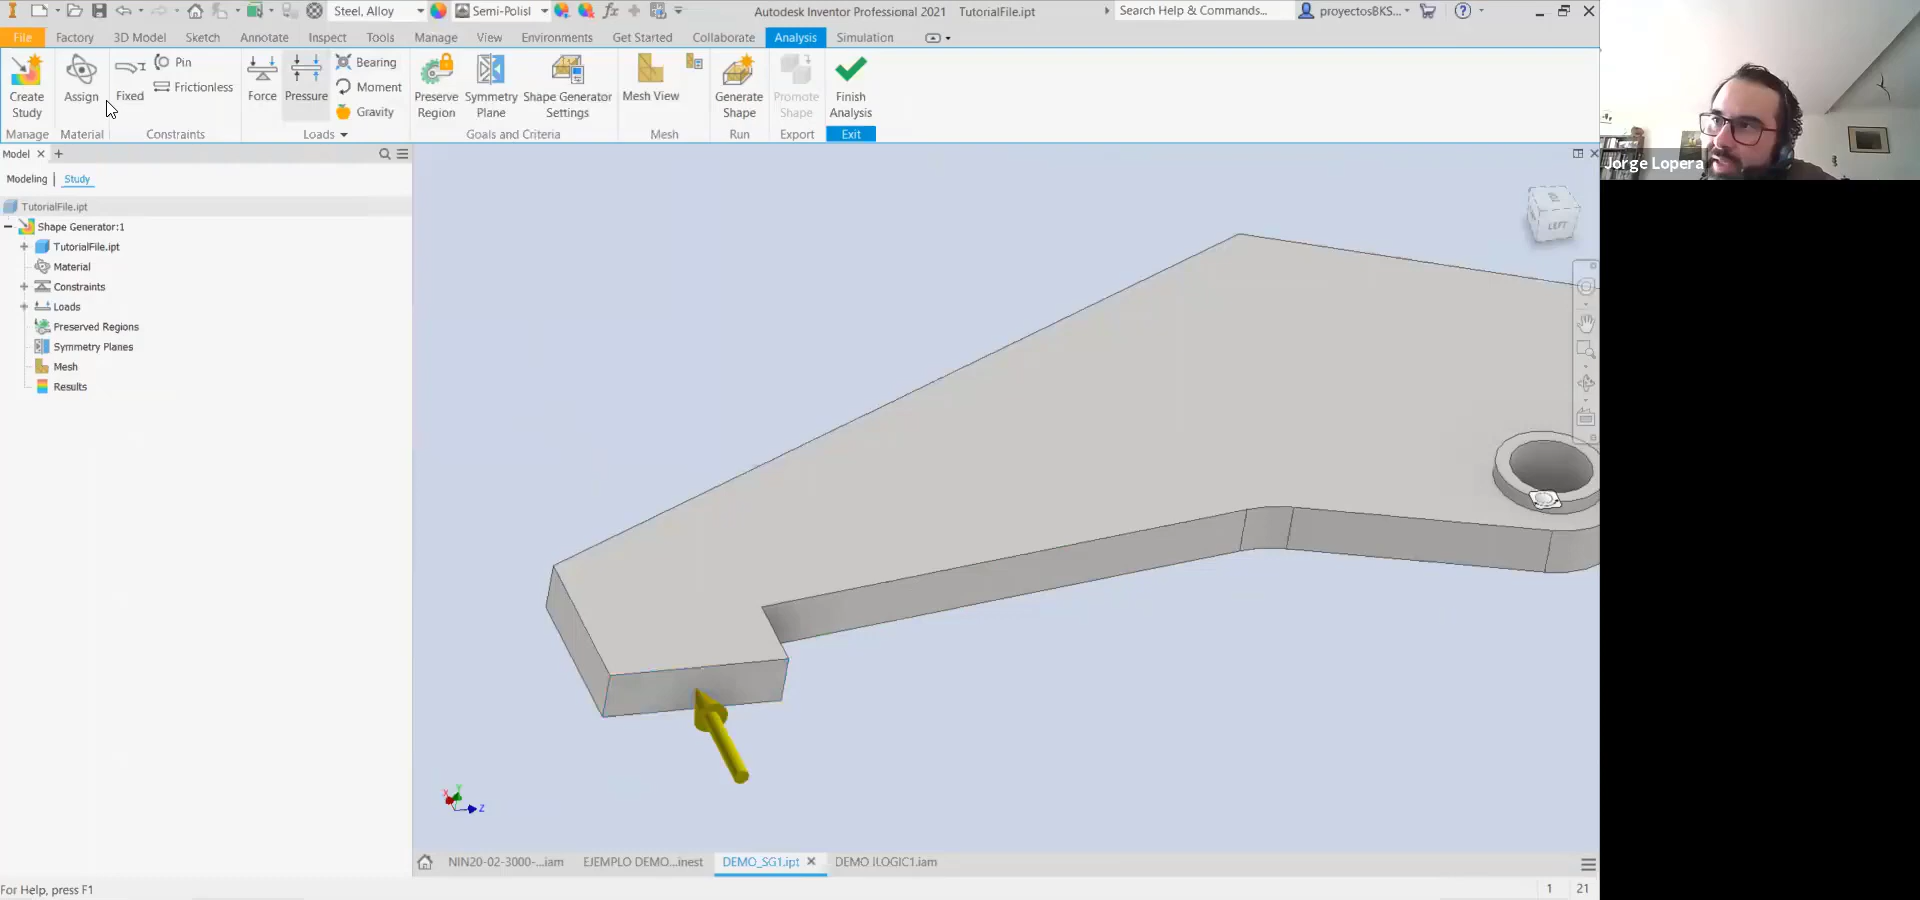 Steel, Alloy
Semi-Polisl
Autodesk Inventor Professional 2021 TutorialFile.ipt
Search Help & Commands...
proyectosBKS...
File Factory 3D Model Sketch Annotate Inspect Tools Manage View Environments Get Started Collaborate Analysis Simulation
Create Study
Assign
Fixed
Pin
Frictionless
Force
Pressure
Bearing
Moment
Gravity
Preserve Region
Symmetry Plane
Shape Generator Settings
Mesh View
Generate Shape
Promote Shape
Finish Analysis
Manage Material Constraints Loads Goals and Criteria Mesh Run Export Exit
Model
Modeling Study
TutorialFile.ipt
Shape Generator:1
TutorialFile.ipt
Material
Constraints
Loads
Preserved Regions
Symmetry Planes
Mesh
Results
LEFT
Jorge Lopera
X Y Z
NIN20-02-3000-...iam EJEMPLO DEMO...inest DEMO_SG1.ipt DEMO ILOGIC1.iam
For Help, press F1
1 21